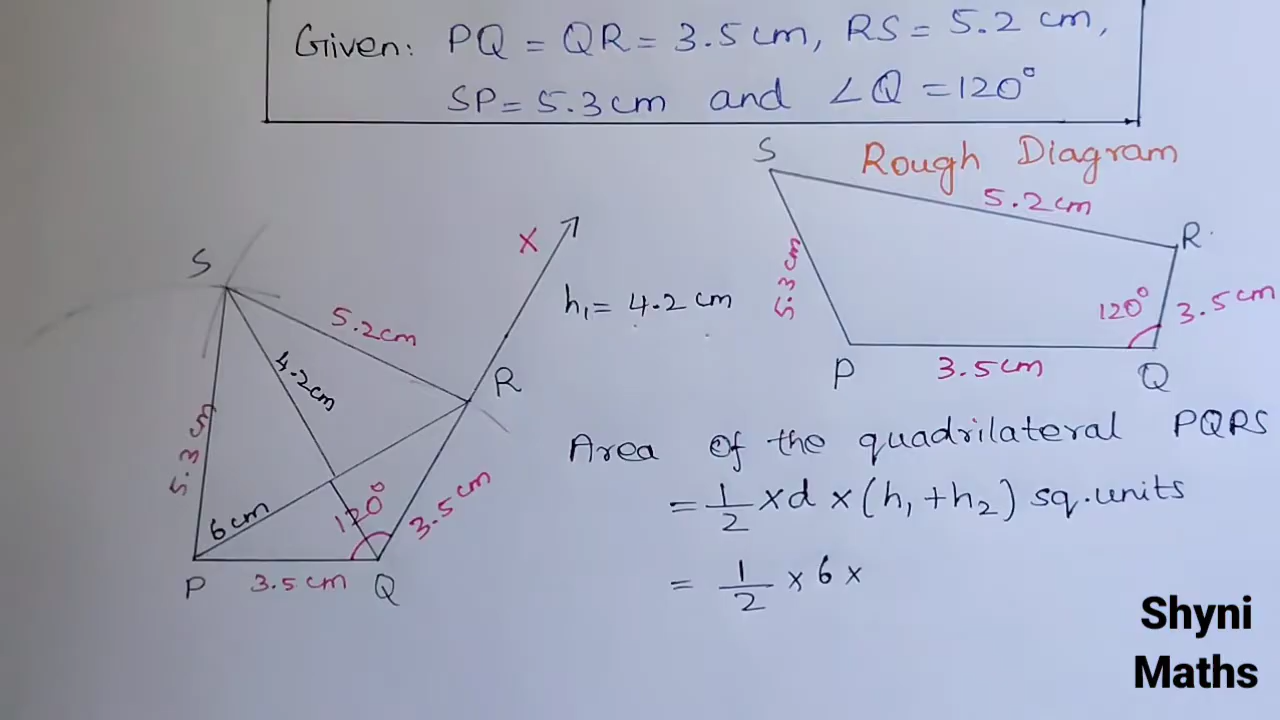 Given: PQ = QR = 3.5 cm, RS = 5.2 cm,
SP = 5.3 cm and ∠Q = 120°
Rough Diagram
S
5.2 cm
R
5.3 cm
120°
3.5 cm
P
3.5 cm
Q
X
S
h₁ = 4.2 cm
5.2 cm
4.2 cm
R
5.3 cm
6 cm
120°
3.5 cm
P
3.5 cm
Q
Area of the quadrilateral PQRS
= 1/2 × d × (h₁ + h₂) sq. units
= 1/2 × 6 ×
Shyni
Maths